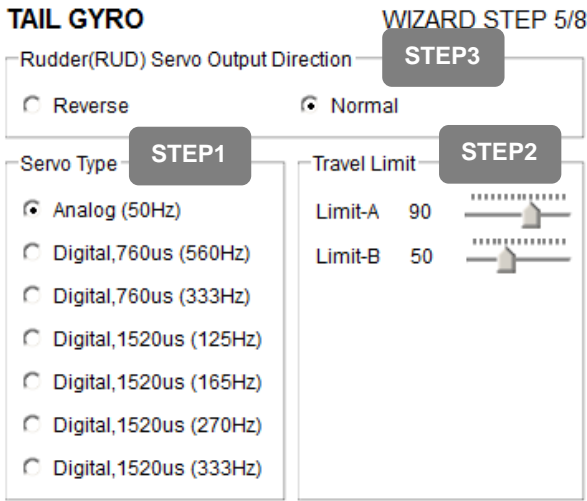 TAIL GYRO WIZARD STEP 5/8
Rudder(RUD) Servo Output Direction STEP3
Reverse Normal
Servo Type STEP1
Analog (50Hz)
Digital,760us (560Hz)
Digital,760us (333Hz)
Digital,1520us (125Hz)
Digital,1520us (165Hz)
Digital,1520us (270Hz)
Digital,1520us (333Hz)
Travel Limit STEP2
Limit-A 90
Limit-B 50